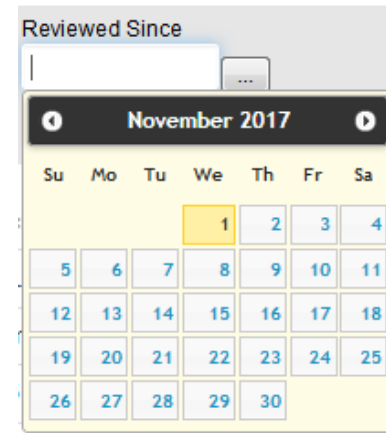 Reviewed Since
...
November 2017
Su Mo Tu We Th Fr Sa
1 2 3 4
5 6 7 8 9 10 11
12 13 14 15 16 17 18
19 20 21 22 23 24 25
26 27 28 29 30